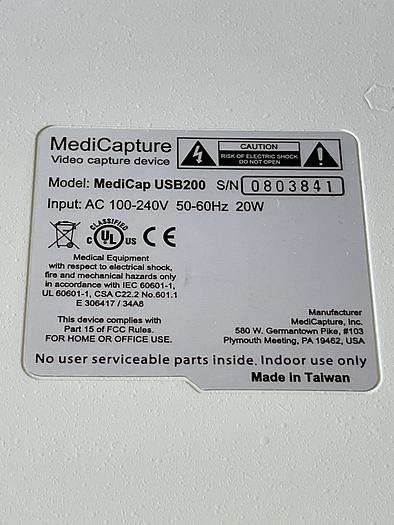 MediCapture
Video capture device
CAUTION
RISK OF ELECTRIC SHOCK
DO NOT OPEN
Model: MediCap USB200 S/N 0803841
Input: AC 100-240V 50-60Hz 20W
CLASSIFIED
C UL US CE
Medical Equipment
with respect to electrical shock,
fire and mechanical hazards only
in accordance with IEC 60601-1,
UL 60601-1, CSA C22.2 No.601.1
E 306417 / 34A8
This device complies with
Part 15 of FCC Rules.
FOR HOME OR OFFICE USE.
Manufacturer
MediCapture, Inc.
580 W. Germantown Pike, #103
Plymouth Meeting, PA 19462, USA
No user serviceable parts inside. Indoor use only
Made in Taiwan